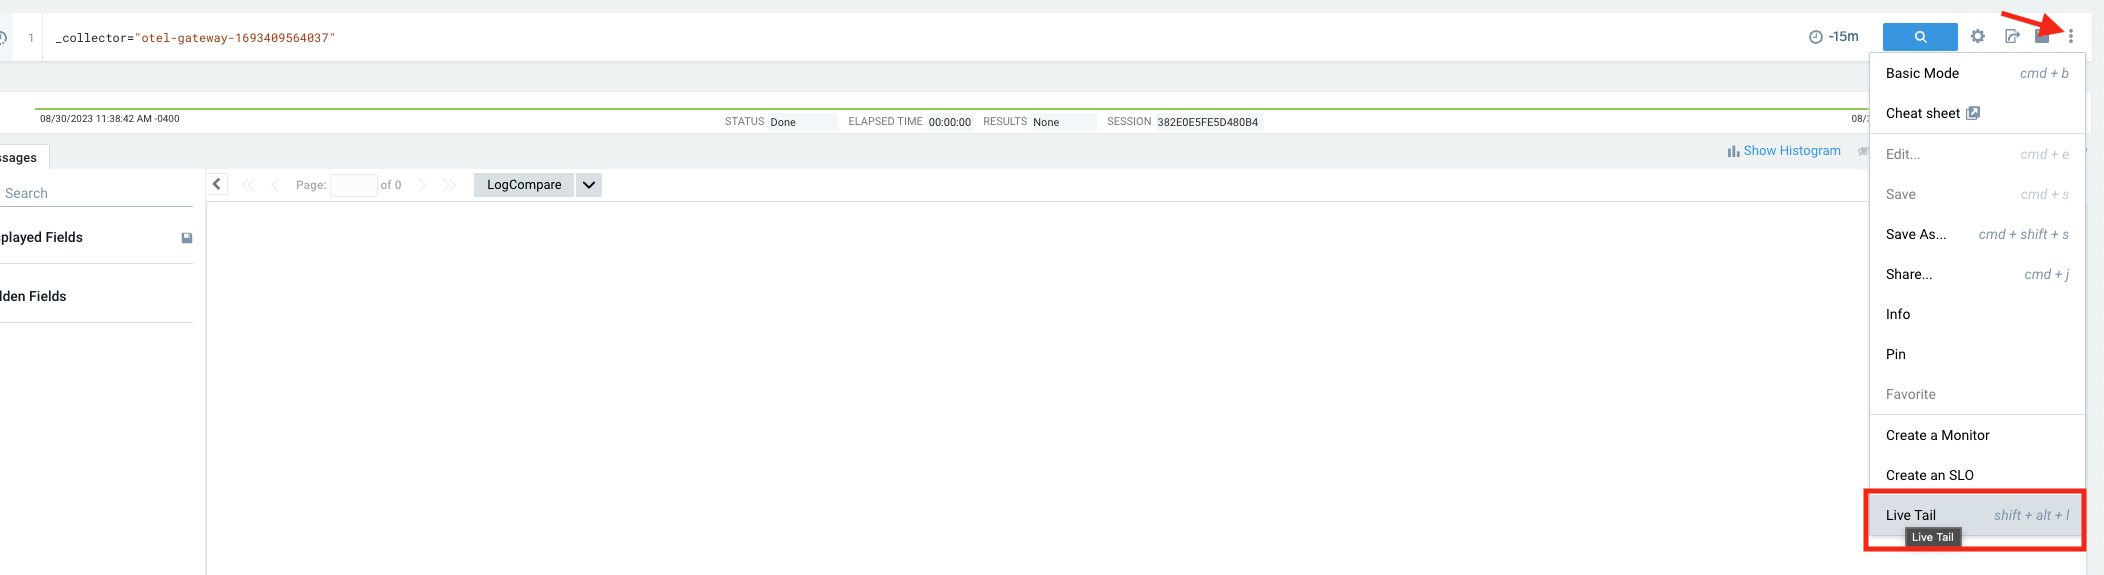 1 _collector="otel-gateway-1693409564037"
-15m
08/30/2023 11:38:42 AM -0400
STATUS Done ELAPSED TIME 00:00:00 RESULTS None SESSION 382E0E5FE5D480B4
08/3
ssages
Show Histogram
Search
Page: of 0
LogCompare
played Fields
lden Fields
Basic Mode cmd + b
Cheat sheet
Edit... cmd + e
Save cmd + s
Save As... cmd + shift + s
Share... cmd + j
Info
Pin
Favorite
Create a Monitor
Create an SLO
Live Tail shift + alt + l
Live Tail